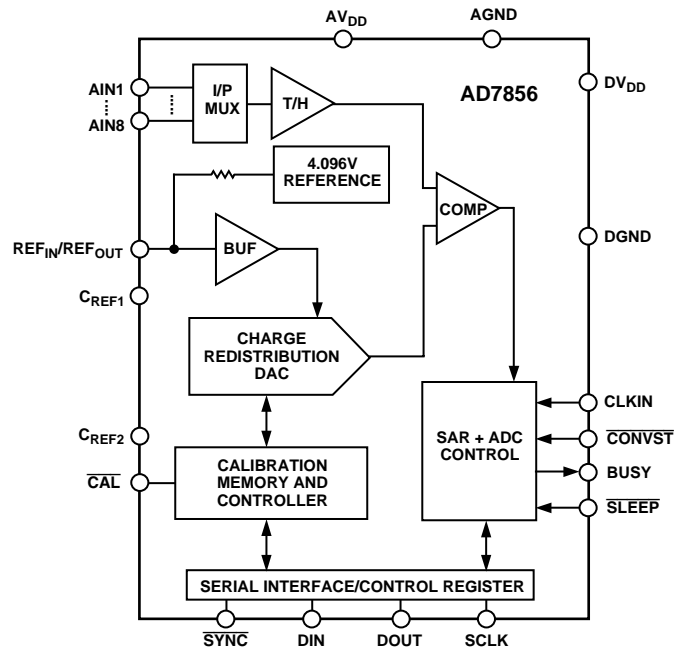 AVDD
AGND
AIN1
AIN8
I/P
MUX
T/H
AD7856
DVDD
4.096V
REFERENCE
COMP
REFIN/REFOUT
BUF
DGND
CREF1
CHARGE
REDISTRIBUTION
DAC
CLKIN
CREF2
SAR + ADC
CONTROL
CONVST
CAL
CALIBRATION
MEMORY AND
CONTROLLER
BUSY
SLEEP
SERIAL INTERFACE/CONTROL REGISTER
SYNC
DIN
DOUT
SCLK